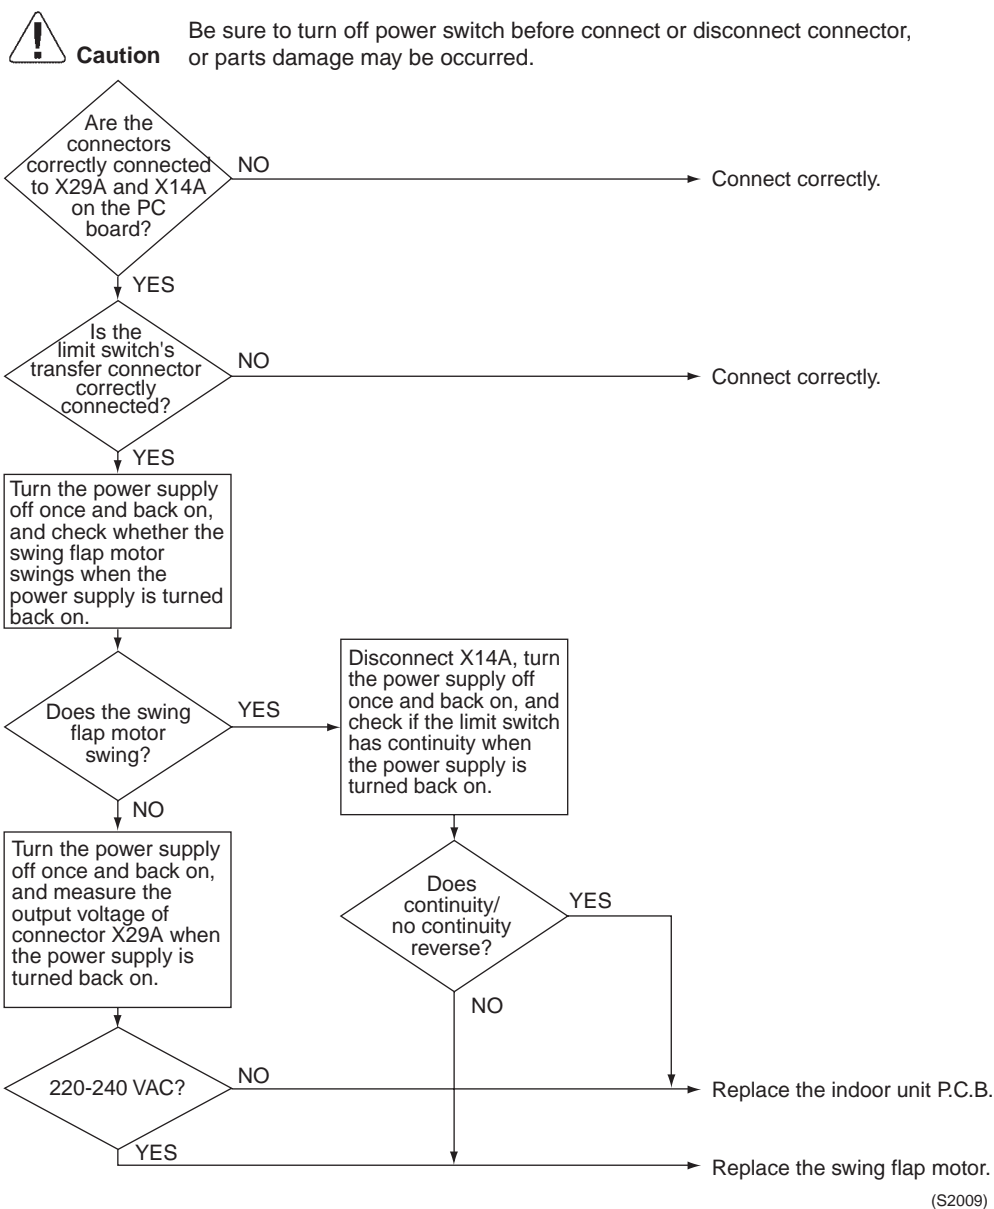 Caution
Be sure to turn off power switch before connect or disconnect connector,
or parts damage may be occurred.
Are the
connectors
correctly connected
to X29A and X14A
on the PC
board?
NO
Connect correctly.
YES
Is the
limit switch's
transfer connector
correctly
connected?
NO
Connect correctly.
YES
Turn the power supply
off once and back on,
and check whether the
swing flap motor
swings when the
power supply is turned
back on.
Does the swing
flap motor
swing?
YES
Disconnect X14A, turn
the power supply off
once and back on, and
check if the limit switch
has continuity when
the power supply is
turned back on.
NO
Turn the power supply
off once and back on,
and measure the
output voltage of
connector X29A when
the power supply is
turned back on.
Does
continuity/
no continuity
reverse?
YES
NO
220-240 VAC?
NO
Replace the indoor unit P.C.B.
YES
Replace the swing flap motor.
(S2009)